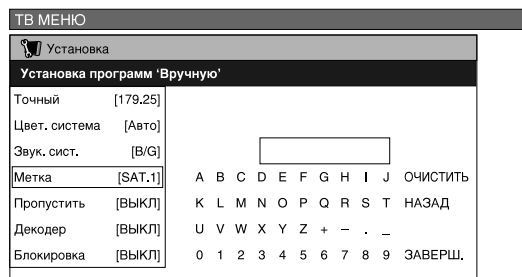 ТВ МЕНЮ
Установка
Установка программ 'Вручную'
Точный [179.25]
Цвет. система [Авто]
Звук. сист. [B/G]
Метка [SAT.1] A B C D E F G H I J ОЧИСТИТЬ
Пропустить [ВЫКЛ] K L M N O P Q R S T НАЗАД
Декодер [ВЫКЛ] U V W X Y Z + – . _
Блокировка [ВЫКЛ] 0 1 2 3 4 5 6 7 8 9 ЗАВЕРШ.